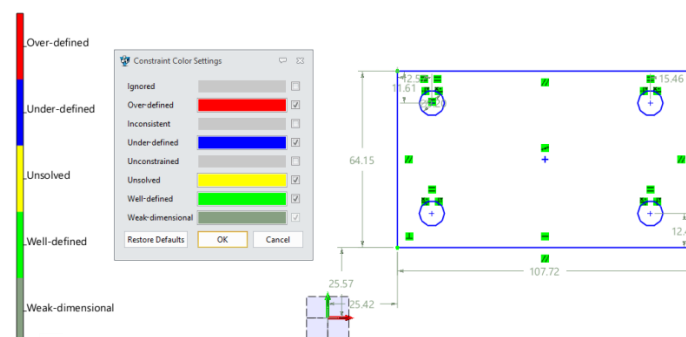 Over-defined
Under-defined
Unsolved
Well-defined
Weak-dimensional
Constraint Color Settings
Ignored
Over-defined
Inconsistent
Under-defined
Unconstrained
Unsolved
Well-defined
Weak-dimensional
Restore Defaults OK Cancel
15.46
11.61
64.15
12.4
107.72
25.57
25.42